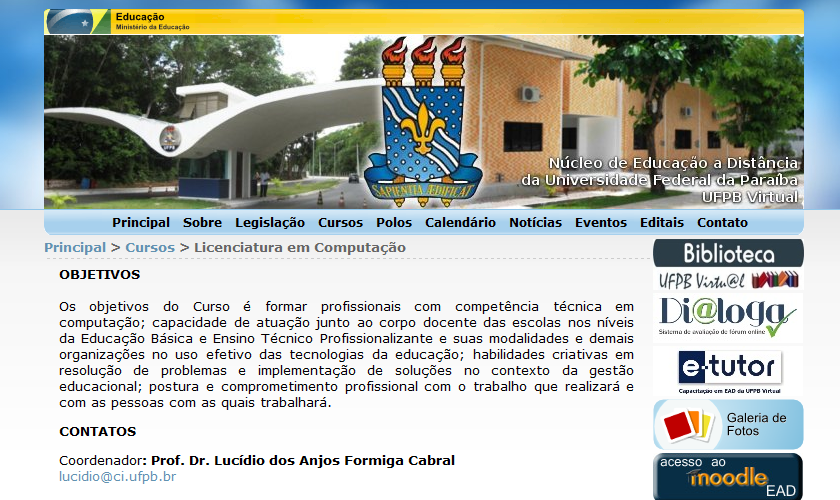 Educação
Ministério da Educação
UFPB
SAPIENTIA ÆDIFICAT
Núcleo de Educação a Distância
da Universidade Federal da Paraíba
UFPB Virtual
Principal Sobre Legislação Cursos Polos Calendário Notícias Eventos Editais Contato
Principal > Cursos > Licenciatura em Computação
OBJETIVOS
Os objetivos do Curso é formar profissionais com competência técnica em
computação; capacidade de atuação junto ao corpo docente das escolas nos níveis
da Educação Básica e Ensino Técnico Profissionalizante e suas modalidades e demais
organizações no uso efetivo das tecnologias da educação; habilidades criativas em
resolução de problemas e implementação de soluções no contexto da gestão
educacional; postura e comprometimento profissional com o trabalho que realizará e
com as pessoas com as quais trabalhará.
CONTATOS
Coordenador: Prof. Dr. Lucídio dos Anjos Formiga Cabral
lucidio@ci.ufpb.br
Biblioteca
UFPB Virtu@l
Di@loga
Sistema de avaliação de fórum online
e-tutor
Capacitação em EAD da UFPB Virtual
Galeria de
Fotos
acesso ao
moodle
EAD